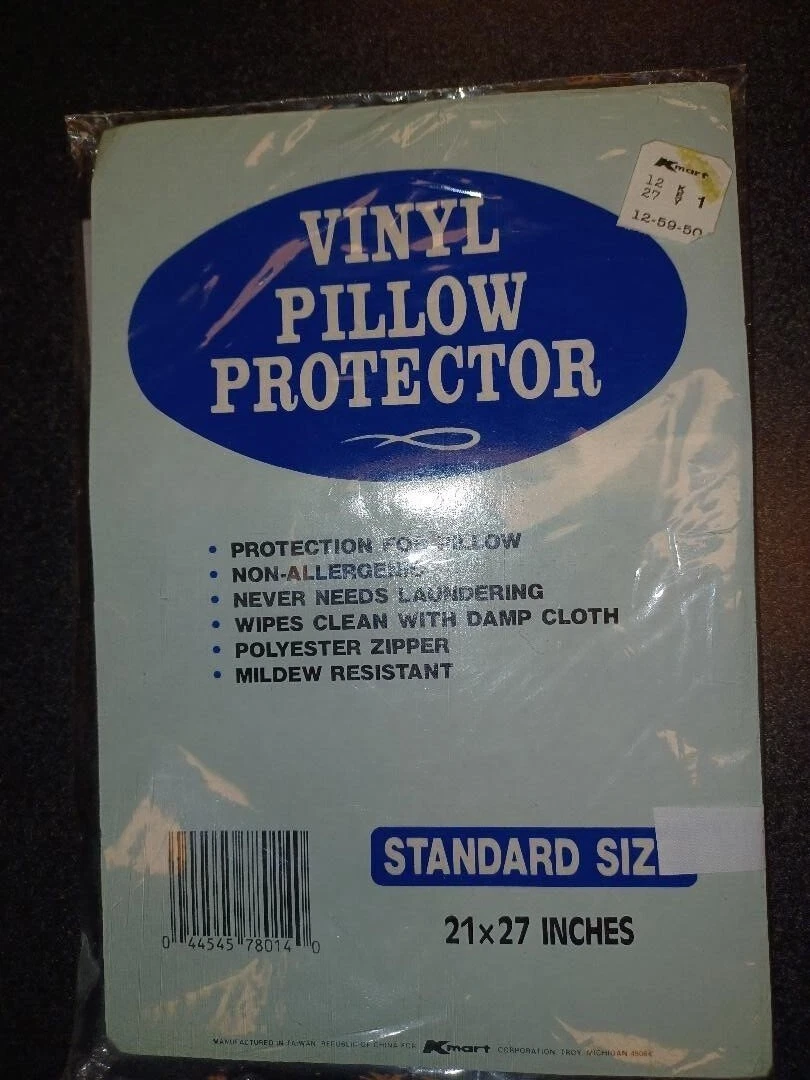 Kmart
12 K
27 1
12-59-50
VINYL
PILLOW
PROTECTOR
• PROTECTION FOR PILLOW
• NON-ALLERGENIC
• NEVER NEEDS LAUNDERING
• WIPES CLEAN WITH DAMP CLOTH
• POLYESTER ZIPPER
• MILDEW RESISTANT
STANDARD SIZ
21x27 INCHES
0 44545 78014 0
MANUFACTURED IN TAIWAN, REPUBLIC OF CHINA FOR Kmart CORPORATION, TROY, MICHIGAN 48084